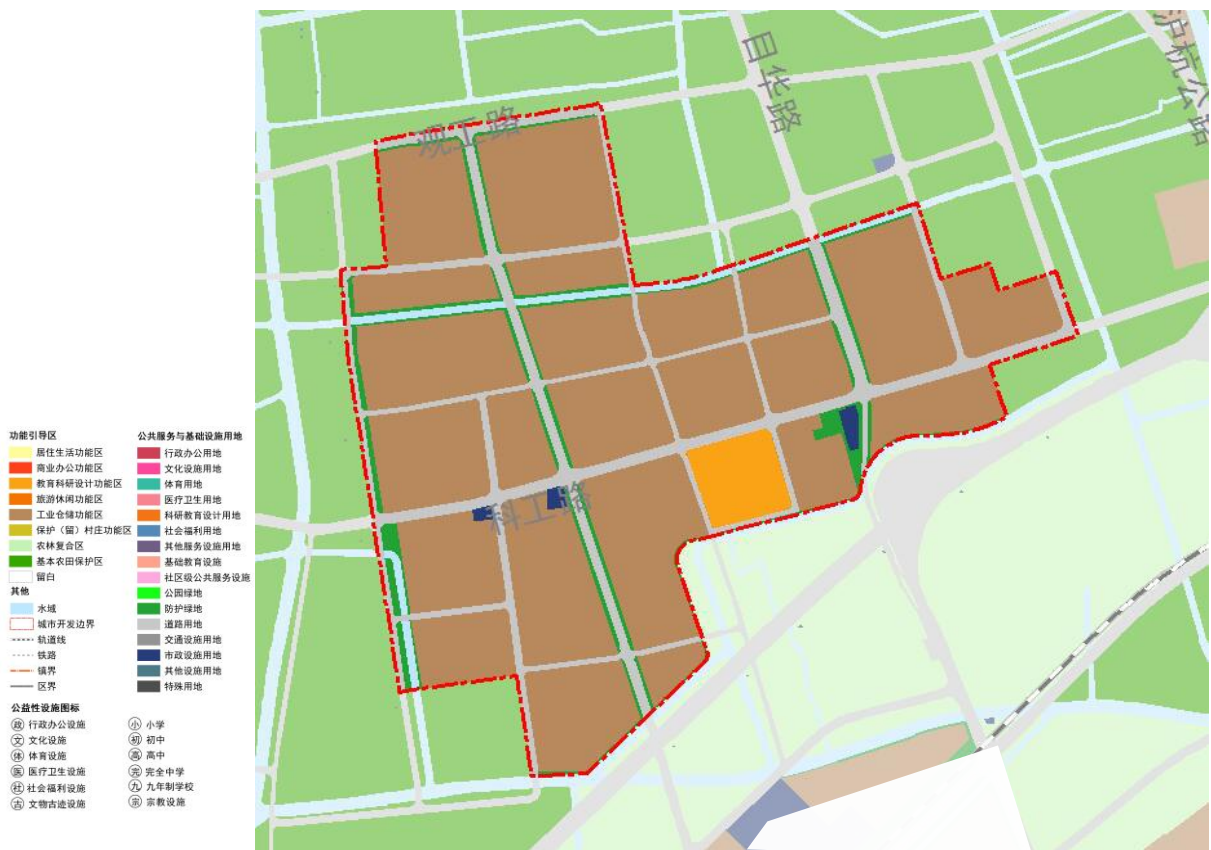 观工路
目华路
沪杭公路
科工路
功能引导区
居住生活功能区
商业办公功能区
教育科研设计功能区
旅游休闲功能区
工业仓储功能区
保护（留）村庄功能区
农林复合区
基本农田保护区
留白
其他
水域
城市开发边界
轨道线
铁路
镇界
区界
公共服务与基础设施用地
行政办公用地
文化设施用地
体育用地
医疗卫生用地
科研教育设计用地
社会福利用地
其他服务设施用地
基础教育设施
社区级公共服务设施
公园绿地
防护绿地
道路用地
交通设施用地
市政设施用地
其他设施用地
特殊用地
公益性设施图标
政 行政办公设施
文 文化设施
体 体育设施
医 医疗卫生设施
社 社会福利设施
古 文物古迹设施
小 小学
初 初中
高 高中
完 完全中学
九 九年制学校
宗 宗教设施